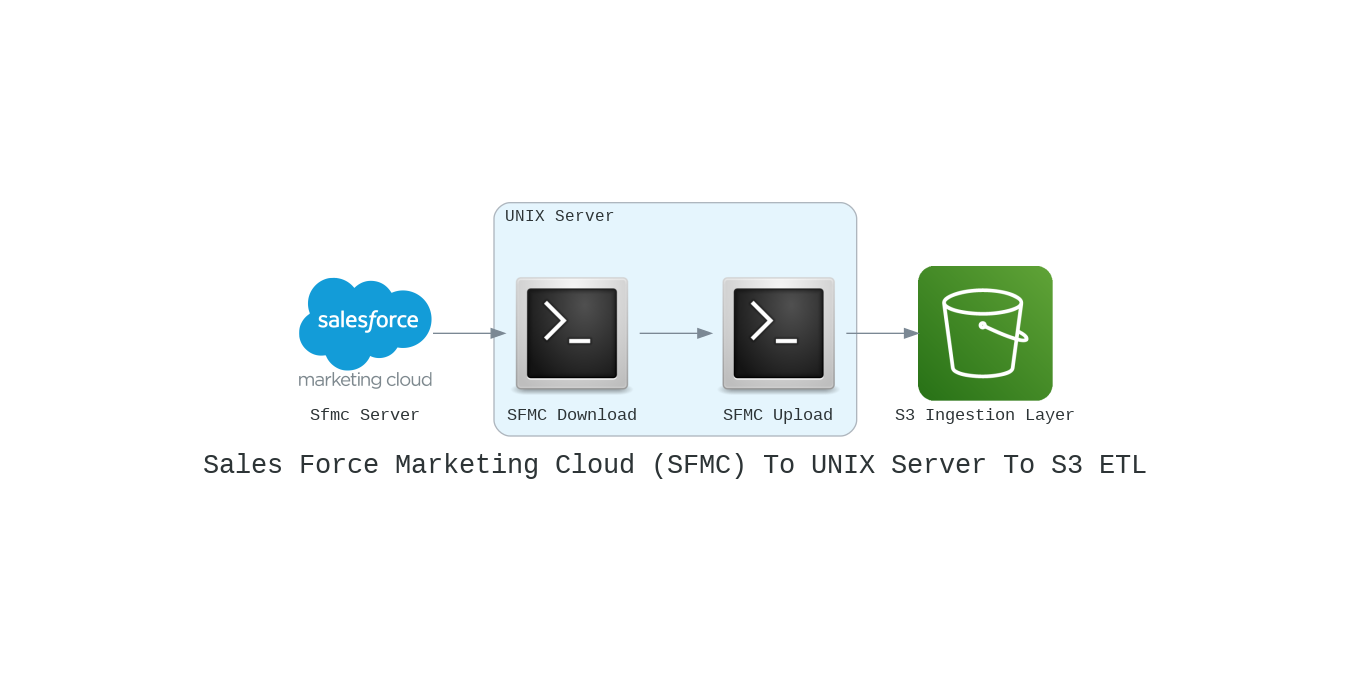 UNIX Server
salesforce
marketing cloud
Sfmc Server
SFMC Download
SFMC Upload
S3 Ingestion Layer
Sales Force Marketing Cloud (SFMC) To UNIX Server To S3 ETL